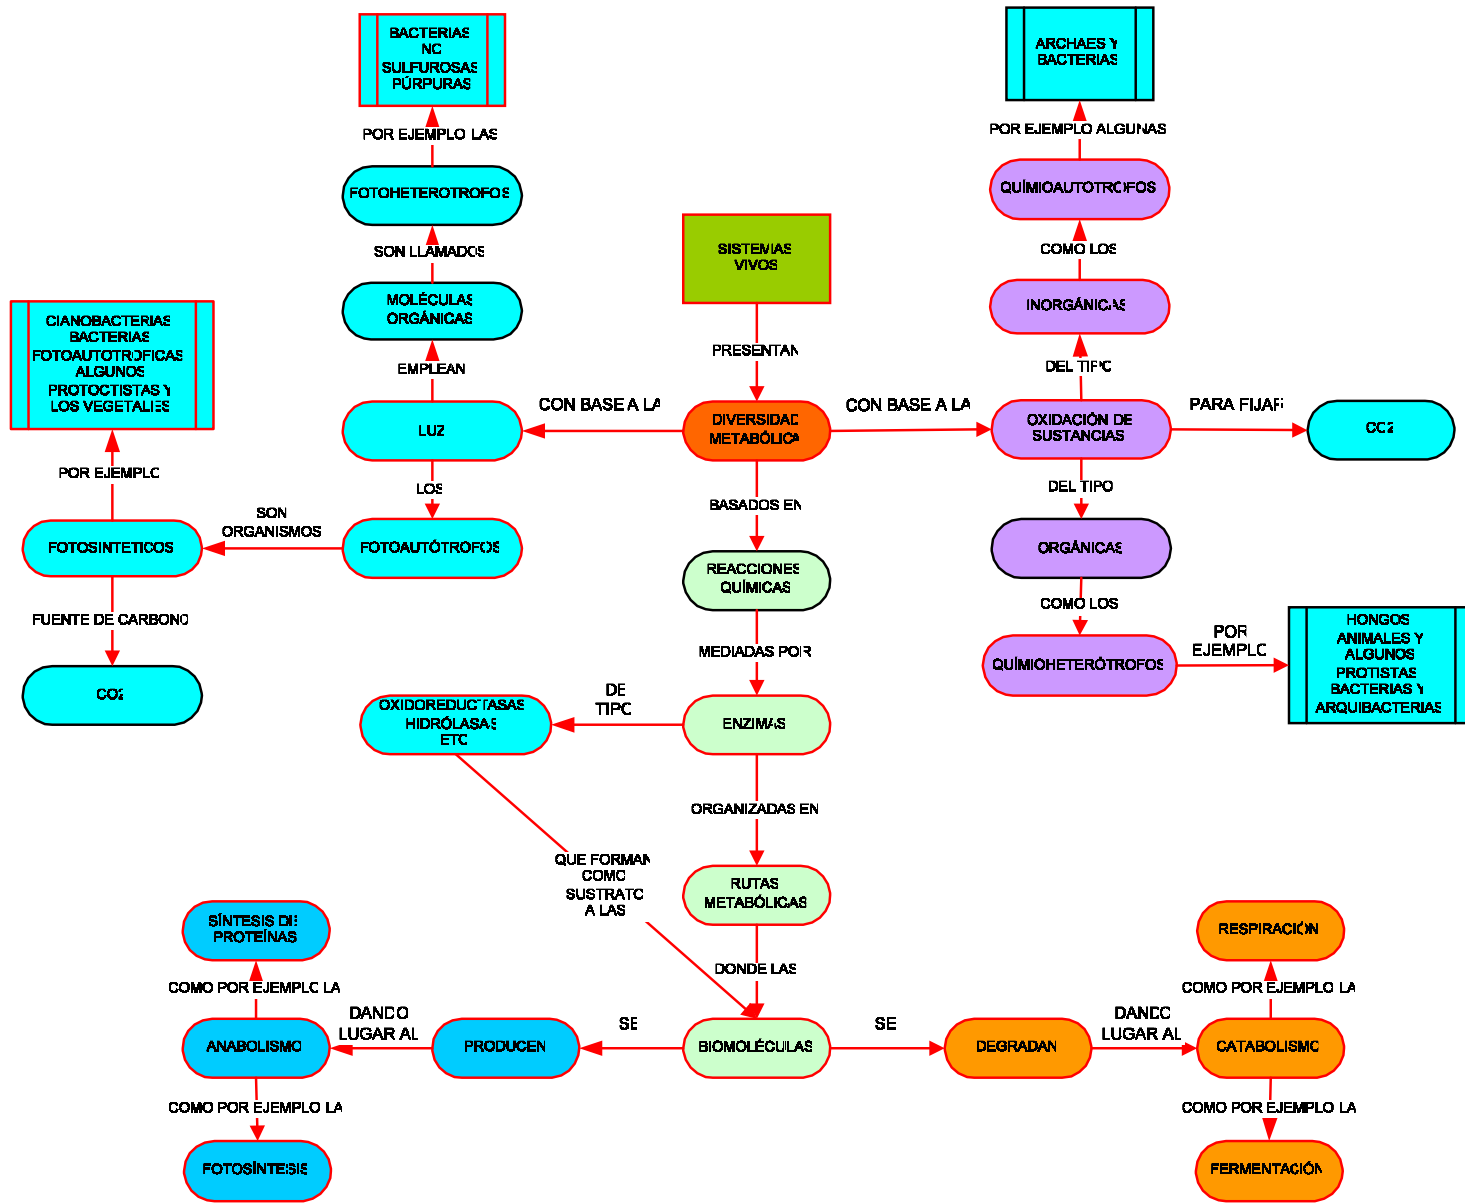 BACTERIAS
NO
SULFUROSAS
PÚRPURAS
POR EJEMPLO LAS
FOTOHETEROTROFOS
SON LLAMADOS
MOLÉCULAS
ORGÁNICAS
EMPLEAN
LUZ
LOS
FOTOAUTÓTROFOS
SON
ORGANISMOS
FOTOSINTETICOS
POR EJEMPLO
CIANOBACTERIAS
BACTERIAS
FOTOAUTOTROFICAS
ALGUNOS
PROTOCTISTAS Y
LOS VEGETALES
FUENTE DE CARBONO
CO2
SISTEMAS
VIVOS
PRESENTAN
DIVERSIDAD
METABÓLICA
CON BASE A LA
CON BASE A LA
BASADOS EN
REACCIONES
QUÍMICAS
MEDIADAS POR
ENZIMAS
DE
TIPO
OXIDOREDUCTASAS
HIDRÓLASAS
ETC
QUE FORMAN
COMO
SUSTRATO
A LAS
ORGANIZADAS EN
RUTAS
METABÓLICAS
DONDE LAS
BIOMOLÉCULAS
SE
PRODUCEN
DANDO
LUGAR AL
ANABOLISMO
COMO POR EJEMPLO LA
SÍNTESIS DE
PROTEÍNAS
COMO POR EJEMPLO LA
FOTOSÍNTESIS
SE
DEGRADAN
DANDO
LUGAR AL
CATABOLISMO
COMO POR EJEMPLO LA
RESPIRACIÓN
COMO POR EJEMPLO LA
FERMENTACIÓN
ARCHAES Y
BACTERIAS
POR EJEMPLO ALGUNAS
QUÍMIOAUTOTROFOS
COMO LOS
INORGÁNICAS
DEL TIPO
OXIDACIÓN DE
SUSTANCIAS
PARA FIJAR
CO2
DEL TIPO
ORGÁNICAS
COMO LOS
QUÍMIOHETERÓTROFOS
POR
EJEMPLO
HONGOS
ANIMALES Y
ALGUNOS
PROTISTAS
BACTERIAS Y
ARQUIBACTERIAS